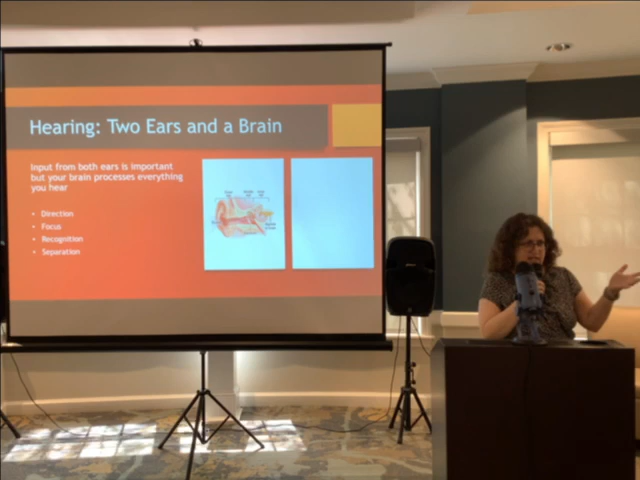 Hearing: Two Ears and a Brain
Input from both ears is important
but your brain processes everything
you hear
• Direction
• Focus
• Recognition
• Separation